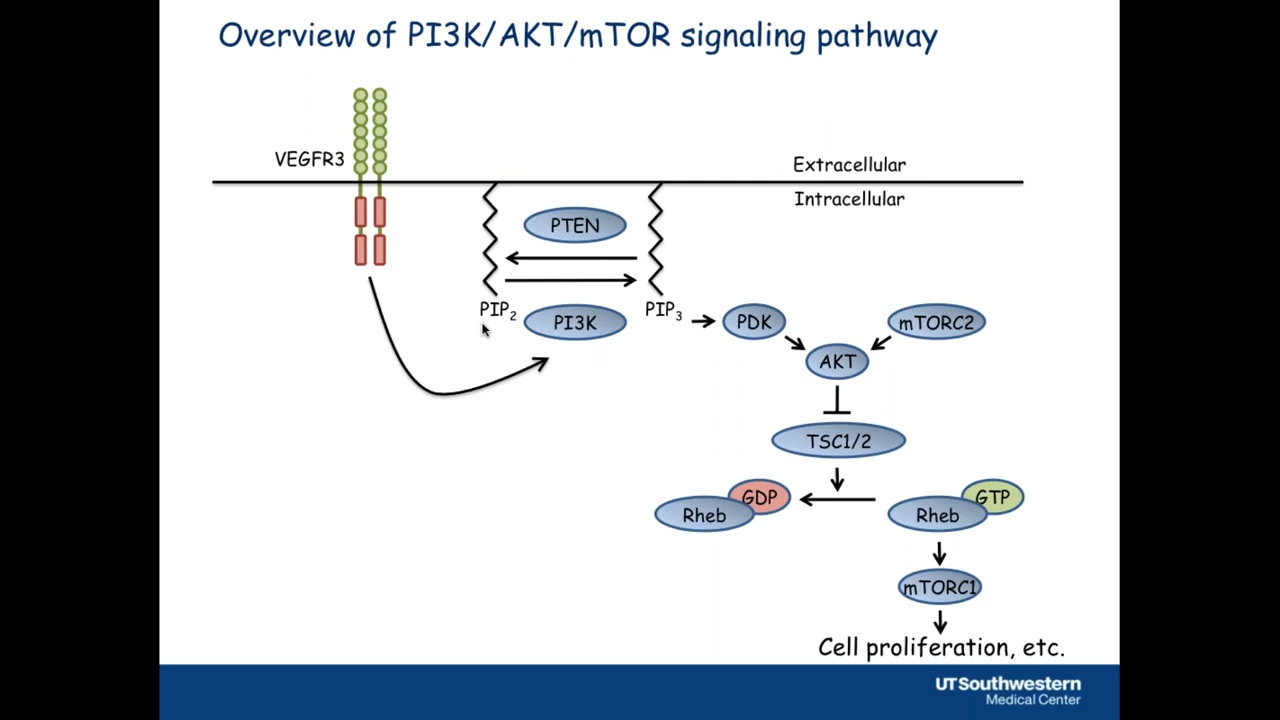 Overview of PI3K/AKT/mTOR signaling pathway
VEGFR3
Extracellular
Intracellular
PTEN
PIP2
PI3K
PIP3
PDK
mTORC2
AKT
TSC1/2
GDP
Rheb
GTP
Rheb
mTORC1
Cell proliferation, etc.
UTSouthwestern
Medical Center